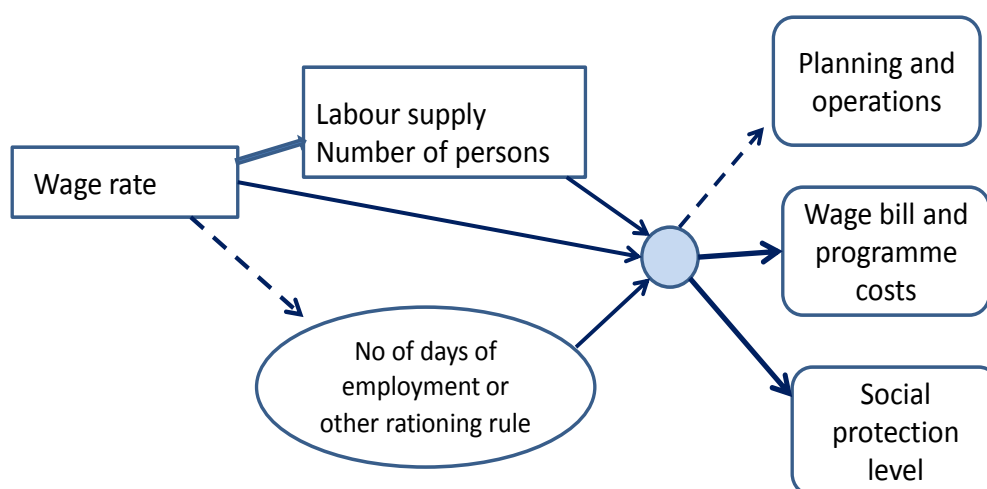 Wage rate
Labour supply
Number of persons
No of days of
employment or
other rationing rule
Planning and
operations
Wage bill and
programme
costs
Social
protection
level